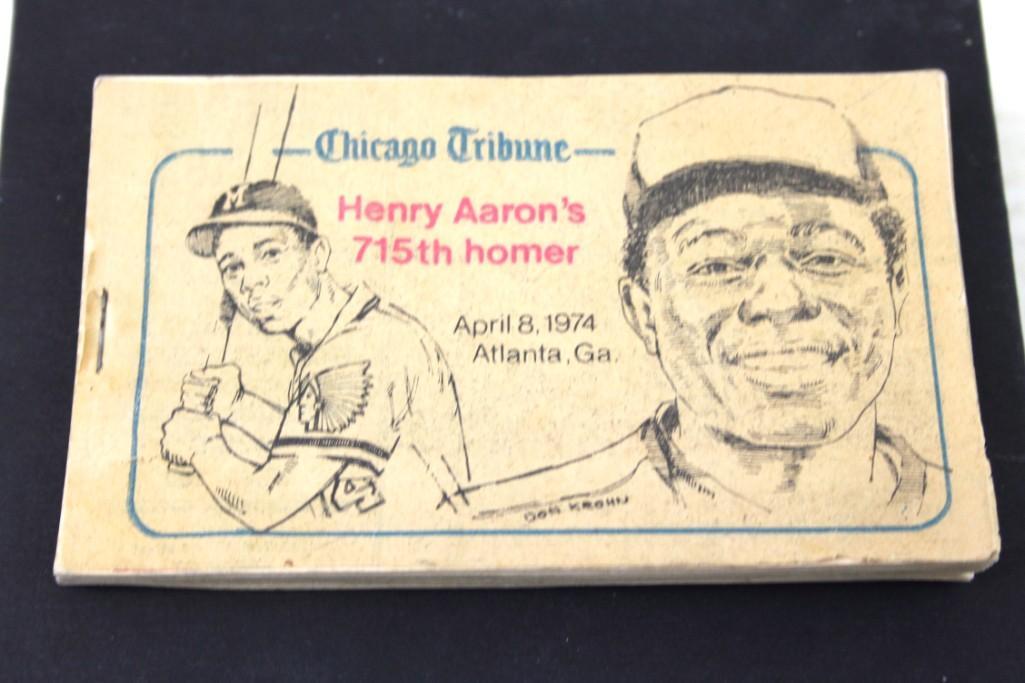 Chicago Tribune
Henry Aaron's
715th homer
April 8, 1974
Atlanta, Ga.
M
DON KROHN